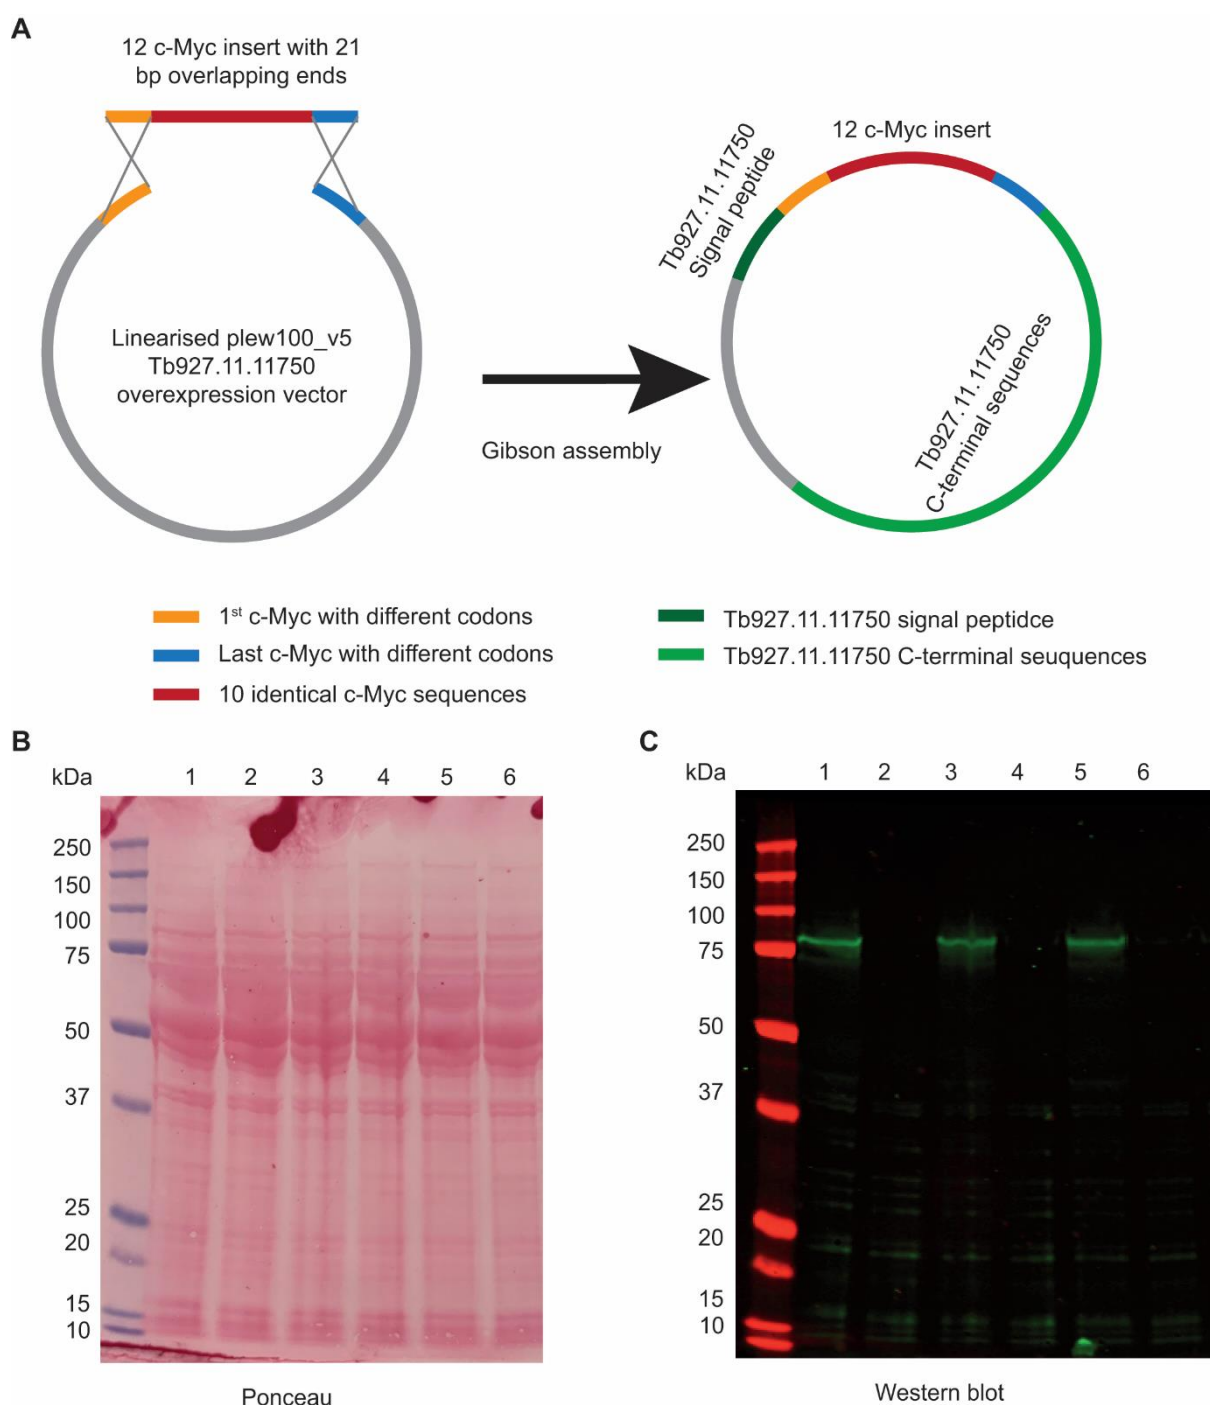 A
12 c-Myc insert with 21
bp overlapping ends
Linearised plew100_v5
Tb927.11.11750
overexpression vector
Gibson assembly
Tb927.11.11750
Signal peptide
12 c-Myc insert
Tb927.11.11750
C-terminal sequences
1st c-Myc with different codons
Last c-Myc with different codons
10 identical c-Myc sequences
Tb927.11.11750 signal peptidce
Tb927.11.11750 C-terrminal seuquences
B
kDa 1 2 3 4 5 6
250
150
100
75
50
37
25
20
15
10
Ponceau
C
kDa 1 2 3 4 5 6
250
150
100
75
50
37
25
20
15
10
Western blot